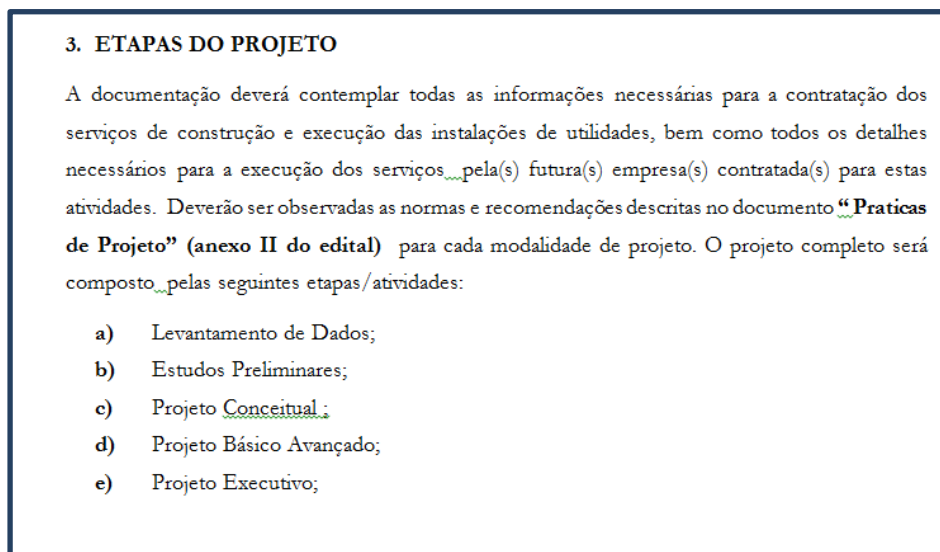 3. ETAPAS DO PROJETO
A documentação deverá contemplar todas as informações necessárias para a contratação dos
serviços de construção e execução das instalações de utilidades, bem como todos os detalhes
necessários para a execução dos serviços pela(s) futura(s) empresa(s) contratada(s) para estas
atividades. Deverão ser observadas as normas e recomendações descritas no documento “ Praticas
de Projeto” (anexo II do edital) para cada modalidade de projeto. O projeto completo será
composto pelas seguintes etapas/atividades:
a) Levantamento de Dados;
b) Estudos Preliminares;
c) Projeto Conceitual ;
d) Projeto Básico Avançado;
e) Projeto Executivo;